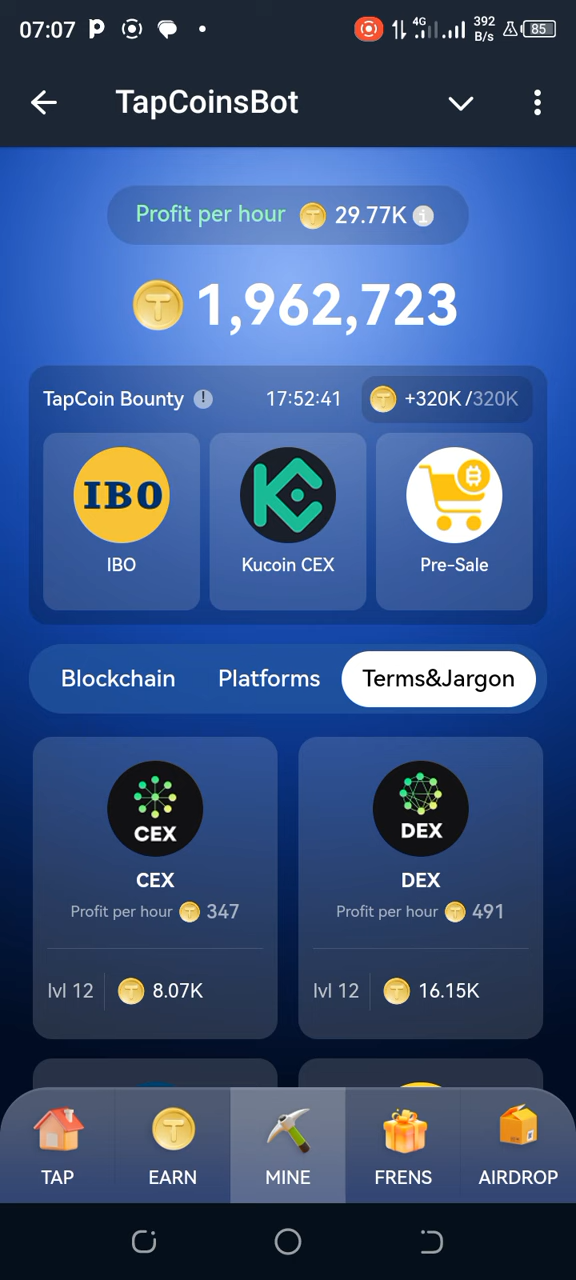 07:07 4G 392 B/s 85
TapCoinsBot
Profit per hour 29.77K
1,962,723
TapCoin Bounty 17:52:41 +320K /320K
IBO
IBO Kucoin CEX Pre-Sale
Blockchain Platforms Terms&Jargon
CEX DEX
CEX DEX
Profit per hour 347 Profit per hour 491
lvl 12 8.07K lvl 12 16.15K
TAP EARN MINE FRENS AIRDROP